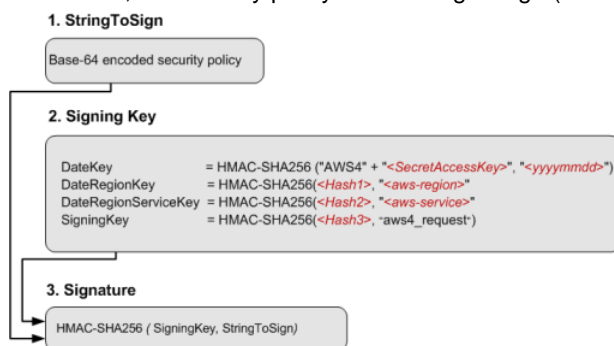 1. StringToSign
Base-64 encoded security policy
2. Signing Key
DateKey = HMAC-SHA256 ("AWS4" + "<SecretAccessKey>", "<yyyymmdd>")
DateRegionKey = HMAC-SHA256(<Hash1>, "<aws-region>"
DateRegionServiceKey = HMAC-SHA256(<Hash2>, "<aws-service>"
SigningKey = HMAC-SHA256(<Hash3>, "aws4_request")
3. Signature
HMAC-SHA256 ( SigningKey, StringToSign)